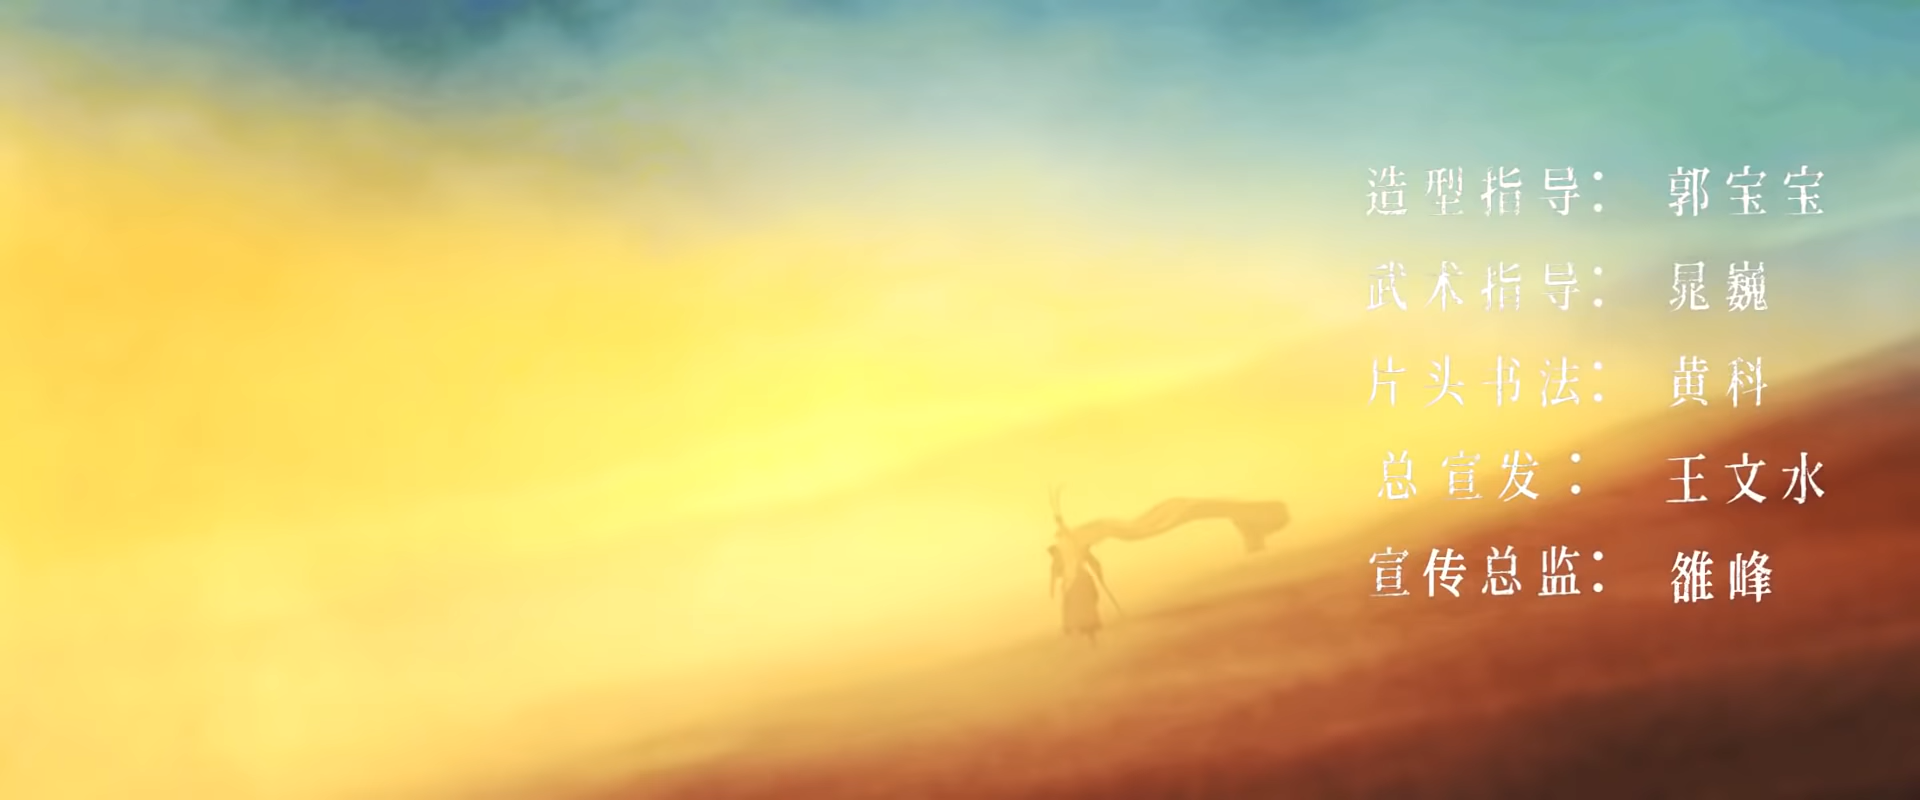 造型指导： 郭宝宝
武术指导： 晁巍
片头书法： 黄科
总宣发： 王文水
宣传总监： 雒峰